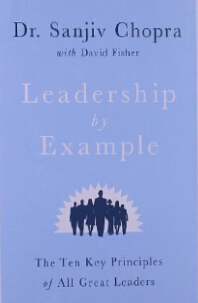 Dr. Sanjiv Chopra
with David Fisher
Leadership
by
Example
The Ten Key Principles
of All Great Leaders